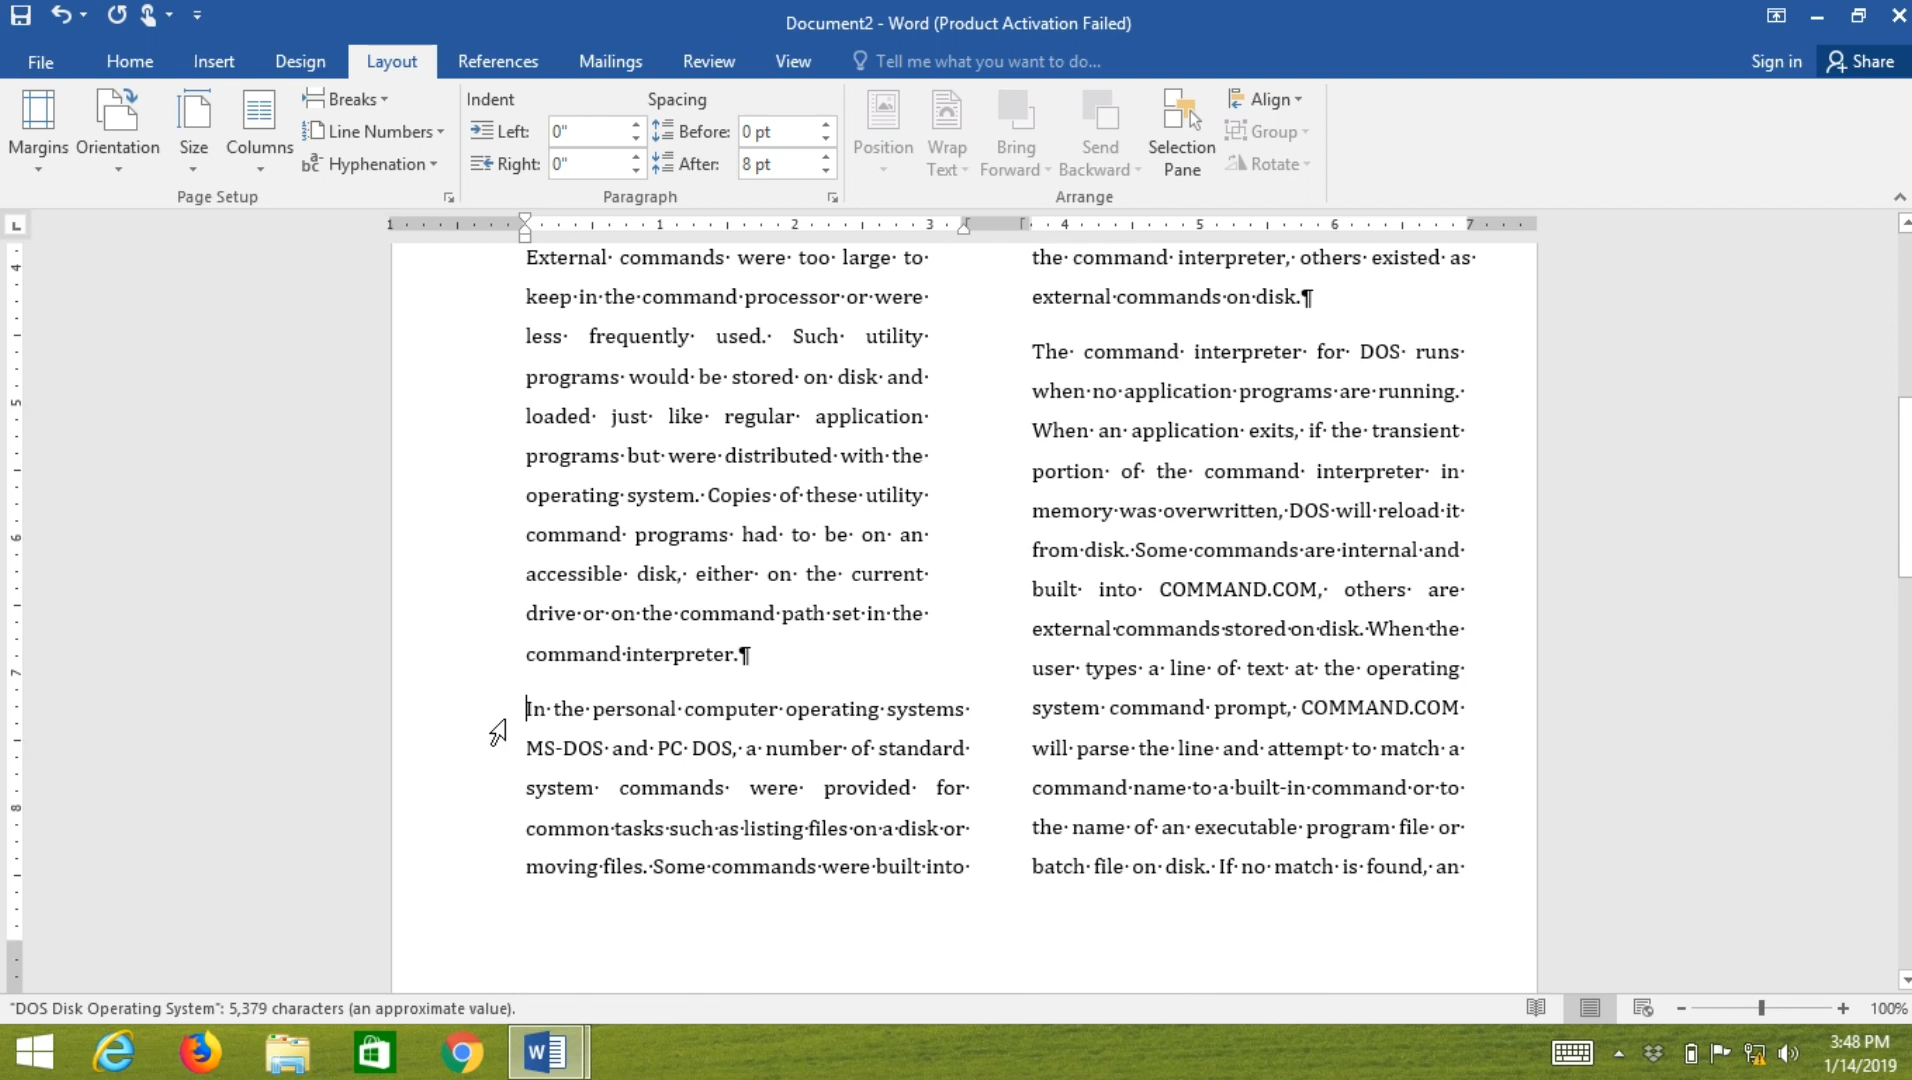 Document2 - Word (Product Activation Failed)
File Home Insert Design Layout References Mailings Review View Tell me what you want to do... Sign in Share
Margins Orientation Size Columns
Breaks
Line Numbers
Hyphenation
Page Setup
Indent
Left: 0"
Right: 0"
Spacing
Before: 0 pt
After: 8 pt
Paragraph
Position
Wrap Text
Bring Forward
Send Backward
Selection Pane
Align
Group
Rotate
Arrange
L
1 1 2 3 4 5 6 7
4
5
6
7
8
External commands were too large to
keep in the command processor or were
less frequently used. Such utility
programs would be stored on disk and
loaded just like regular application
programs but were distributed with the
operating system. Copies of these utility
command programs had to be on an
accessible disk, either on the current
drive or on the command path set in the
command interpreter.¶
In the personal computer operating systems
MS-DOS and PC DOS, a number of standard
system commands were provided for
common tasks such as listing files on a disk or
moving files. Some commands were built into
the command interpreter, others existed as
external commands on disk.¶
The command interpreter for DOS runs
when no application programs are running.
When an application exits, if the transient
portion of the command interpreter in
memory was overwritten, DOS will reload it
from disk. Some commands are internal and
built into COMMAND.COM, others are
external commands stored on disk. When the
user types a line of text at the operating
system command prompt, COMMAND.COM
will parse the line and attempt to match a
command name to a built-in command or to
the name of an executable program file or
batch file on disk. If no match is found, an
"DOS Disk Operating System": 5,379 characters (an approximate value).
100%
3:48 PM
1/14/2019